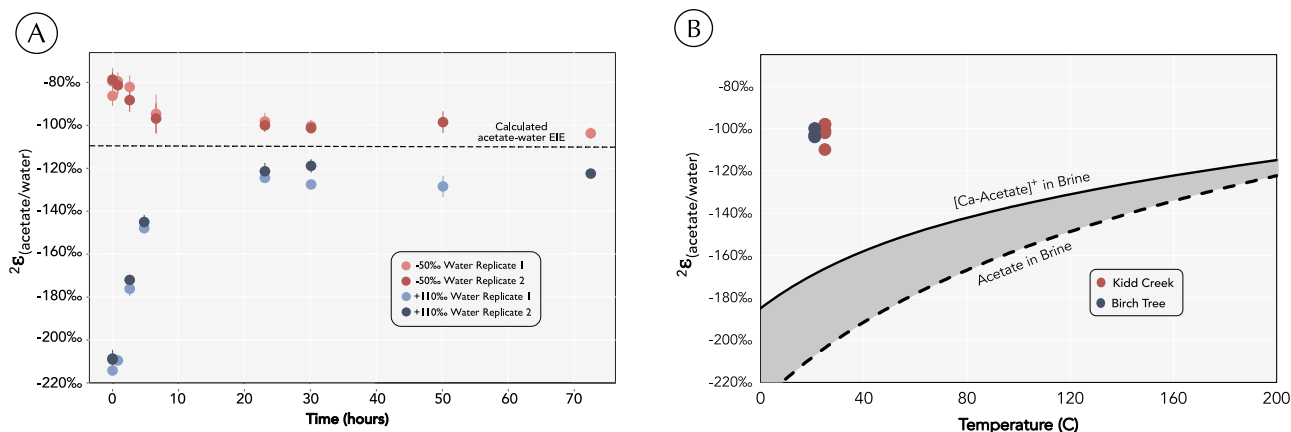 A
-80‰
-100‰
-120‰
-140‰
-160‰
-180‰
-200‰
-220‰
²ε(acetate/water)
Calculated
acetate-water EIE
-50‰ Water Replicate 1
-50‰ Water Replicate 2
+110‰ Water Replicate 1
+110‰ Water Replicate 2
0 10 20 30 40 50 60 70
Time (hours)
B
-80‰
-100‰
-120‰
-140‰
-160‰
-180‰
-200‰
-220‰
²ε(acetate/water)
[Ca-Acetate]⁺ in Brine
Acetate in Brine
Kidd Creek
Birch Tree
0 40 80 120 160 200
Temperature (C)